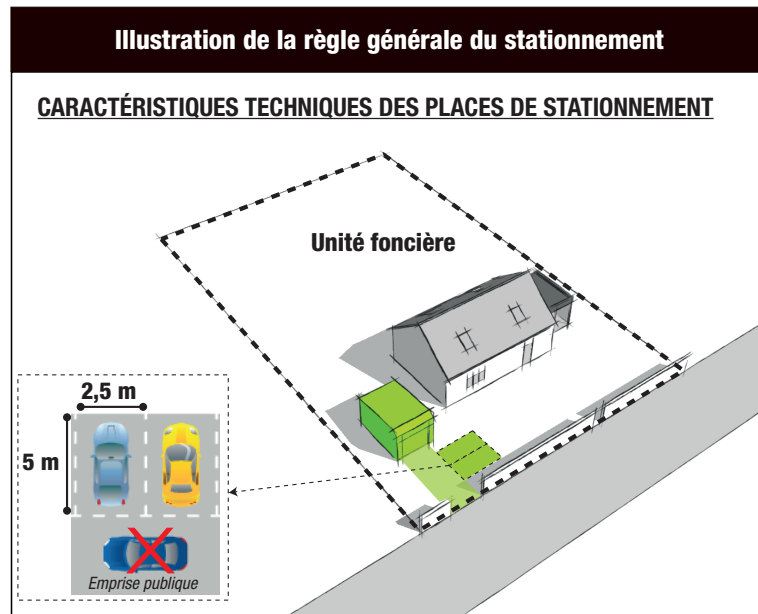 Illustration de la règle générale du stationnement
CARACTÉRISTIQUES TECHNIQUES DES PLACES DE STATIONNEMENT
Unité foncière
2,5 m
5 m
Emprise publique